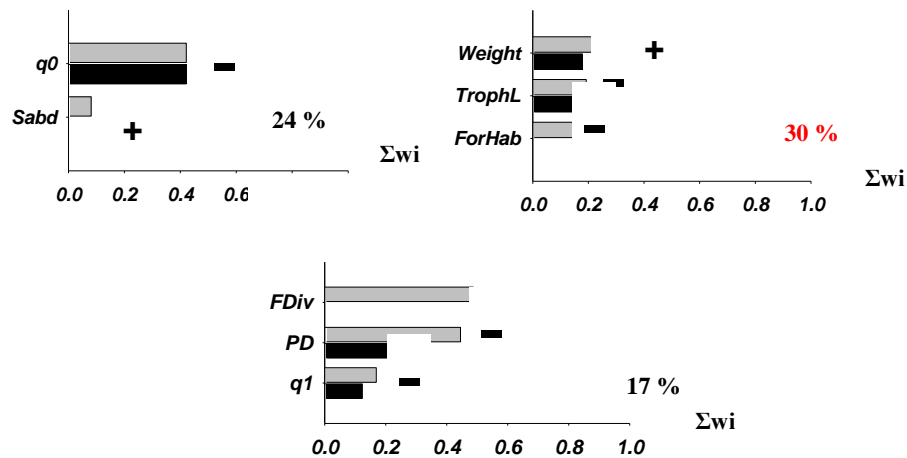 q0
−
Sabd
+
24 %
Σwi
0.0 0.2 0.4 0.6
Weight
+
TrophL
−
ForHab
−
30 %
Σwi
0.0 0.2 0.4 0.6 0.8 1.0
FDiv
PD
−
q1
−
17 %
Σwi
0.0 0.2 0.4 0.6 0.8 1.0